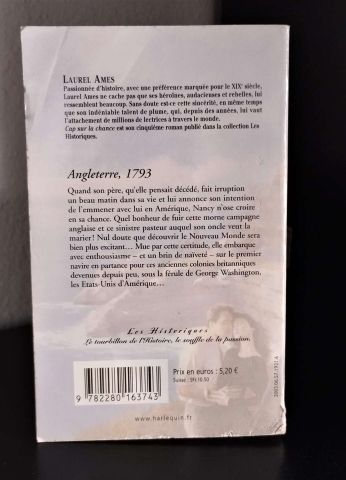 LAUREL AMES
Passionnée d'histoire, avec une préférence marquée pour le XIXe siècle,
Laurel Ames ne cache pas que ses héroïnes, audacieuses et rebelles, lui
ressemblent beaucoup. Sans doute est-ce cette sincérité, en même temps
que son indéniable talent de plume, qui, depuis des années, lui vaut
l'attachement de millions de lectrices à travers le monde.
Cap sur la chance est son cinquième roman publié dans la collection Les
Historiques.
Angleterre, 1793
Quand son père, qu'elle pensait décédé, fait irruption
un beau matin dans sa vie et lui annonce son intention
de l'emmener avec lui en Amérique, Nancy n'ose croire
en sa chance. Quel bonheur de fuir cette morne campagne
anglaise et ce sinistre pasteur auquel son oncle veut la
marier ! Nul doute que découvrir le Nouveau Monde sera
bien plus excitant... Mue par cette certitude, elle embarque
avec enthousiasme – et un brin de naïveté – sur le premier
navire en partance pour ces anciennes colonies britanniques
devenues depuis peu, sous la férule de George Washington,
les Etats-Unis d'Amérique...
Les Historiques
Le tourbillon de l'Histoire, le souffle de la passion.
Prix en euros : 5,20 €
Suisse : SFr.10.50
9 782280 163743
www.harlequin.fr